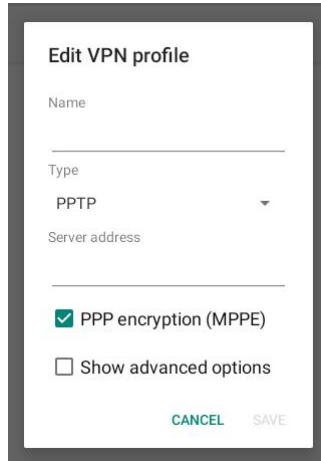 Edit VPN profile
Name
Type
PPTP
Server address
PPP encryption (MPPE)
Show advanced options
CANCEL SAVE